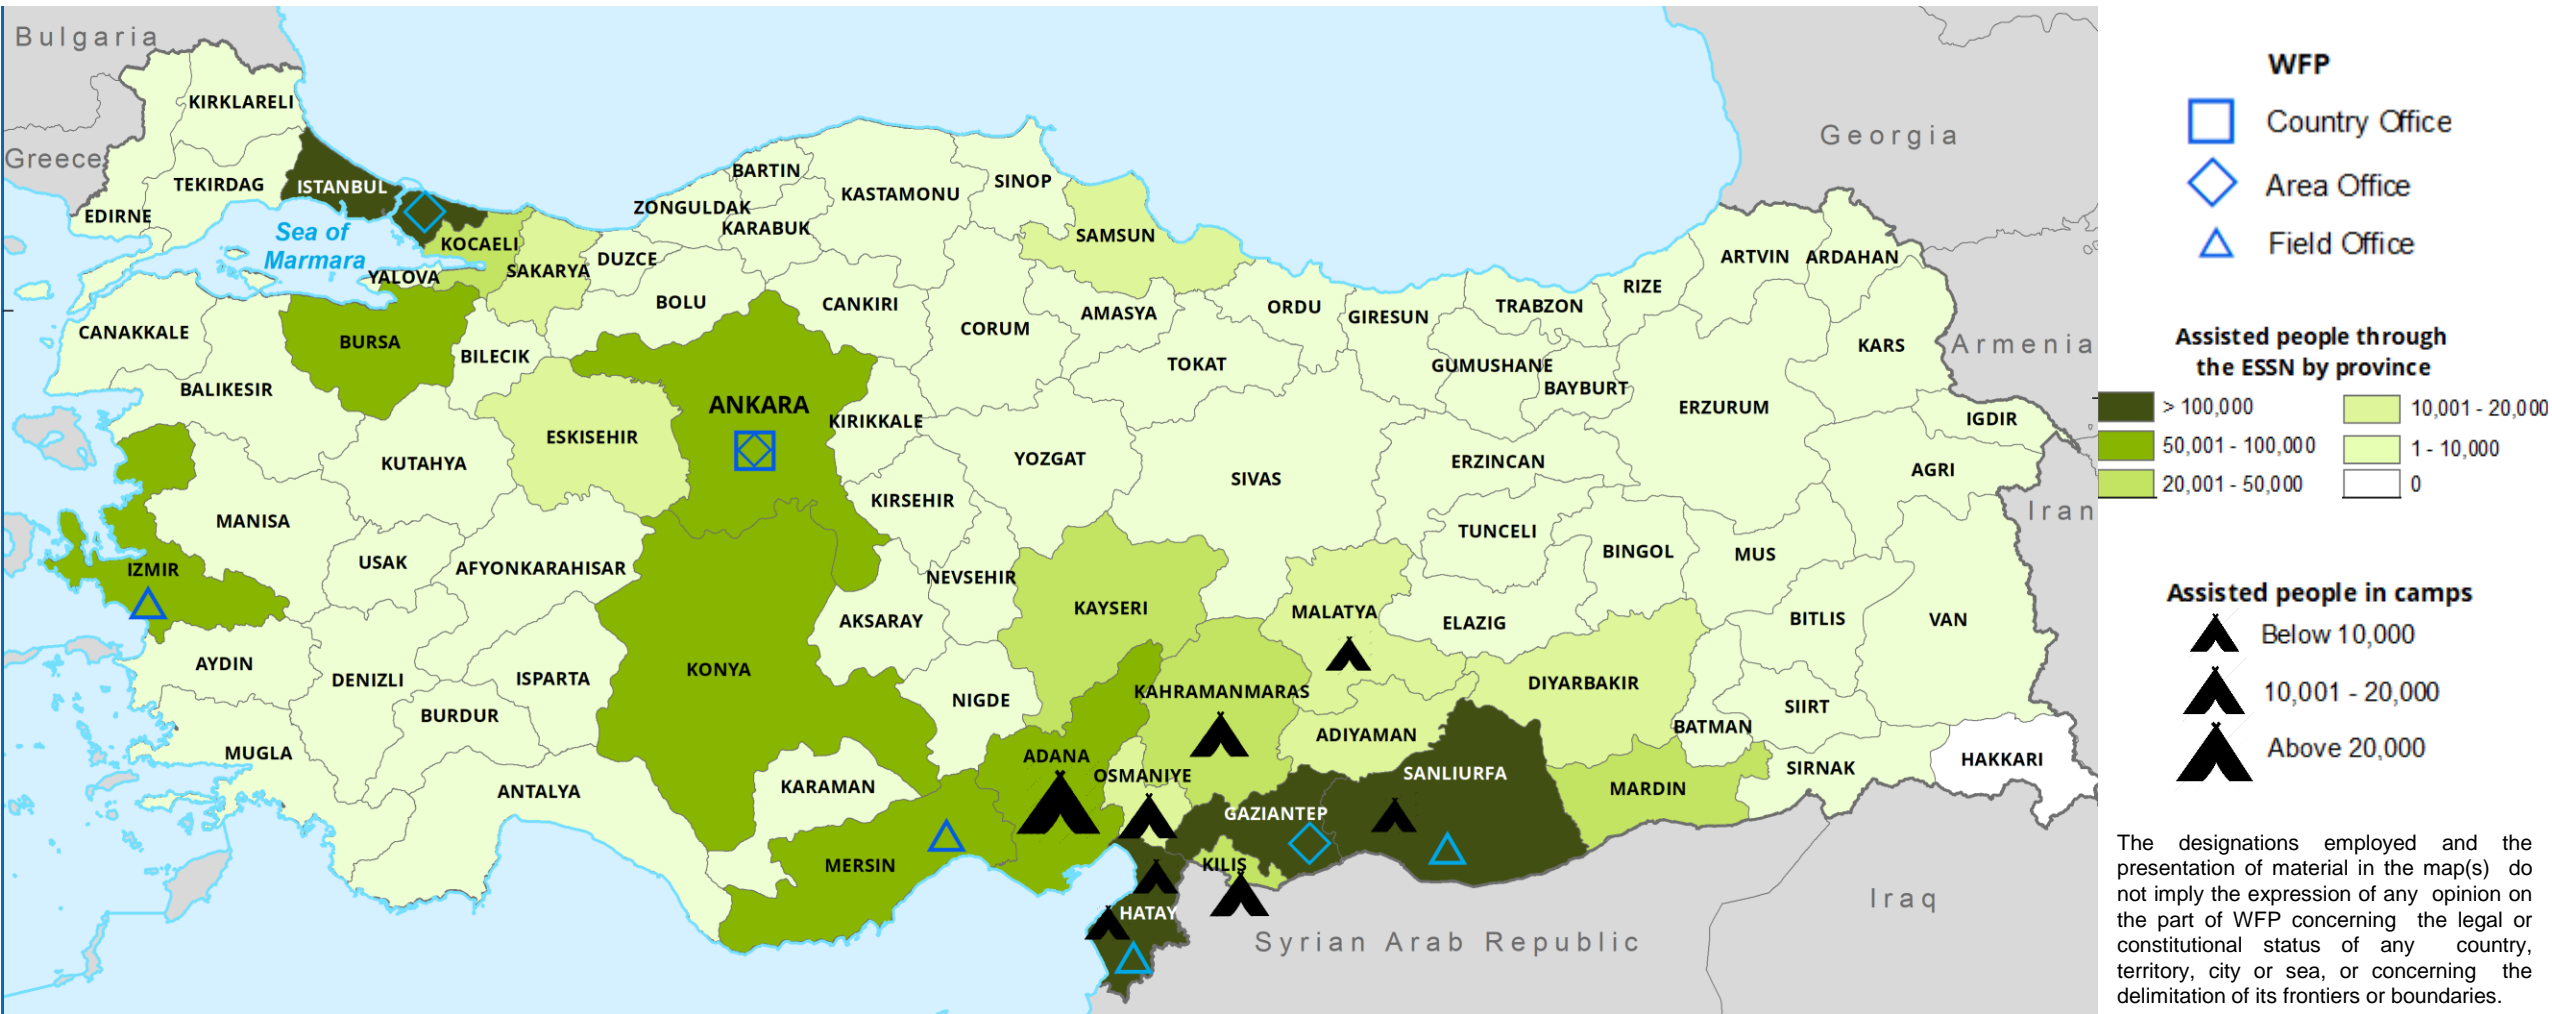 Bulgaria
Greece
Georgia
Armenia
Iran
Iraq
Syrian Arab Republic
Sea of
Marmara
KIRKLARELI
TEKIRDAG
EDIRNE
ISTANBUL
KOCAELI
YALOVA
SAKARYA
DUZCE
BOLU
ZONGULDAK
BARTIN
KARABUK
KASTAMONU
SINOP
SAMSUN
CANKIRI
CORUM
AMASYA
ORDU
GIRESUN
TRABZON
RIZE
ARTVIN
ARDAHAN
KARS
CANAKKALE
BURSA
BILECIK
BALIKESIR
ESKISEHIR
ANKARA
KIRIKKALE
TOKAT
GUMUSHANE
BAYBURT
ERZURUM
IGDIR
AGRI
KUTAHYA
YOZGAT
SIVAS
ERZINCAN
KIRSEHIR
MANISA
USAK
AFYONKARAHISAR
IZMIR
NEVSEHIR
AKSARAY
KAYSERI
MALATYA
TUNCELI
BINGOL
MUS
ELAZIG
BITLIS
VAN
AYDIN
DENIZLI
ISPARTA
BURDUR
KONYA
NIGDE
KAHRAMANMARAS
ADIYAMAN
DIYARBAKIR
BATMAN
SIIRT
SIRNAK
HAKKARI
MUGLA
ANTALYA
KARAMAN
MERSIN
ADANA
OSMANIYE
GAZIANTEP
SANLIURFA
MARDIN
KILIS
HATAY
WFP
Country Office
Area Office
Field Office
Assisted people through
the ESSN by province
> 100,000
50,001 - 100,000
20,001 - 50,000
10,001 - 20,000
1 - 10,000
0
Assisted people in camps
Below 10,000
10,001 - 20,000
Above 20,000
The designations employed and the
presentation of material in the map(s) do
not imply the expression of any opinion on
the part of WFP concerning the legal or
constitutional status of any country,
territory, city or sea, or concerning the
delimitation of its frontiers or boundaries.